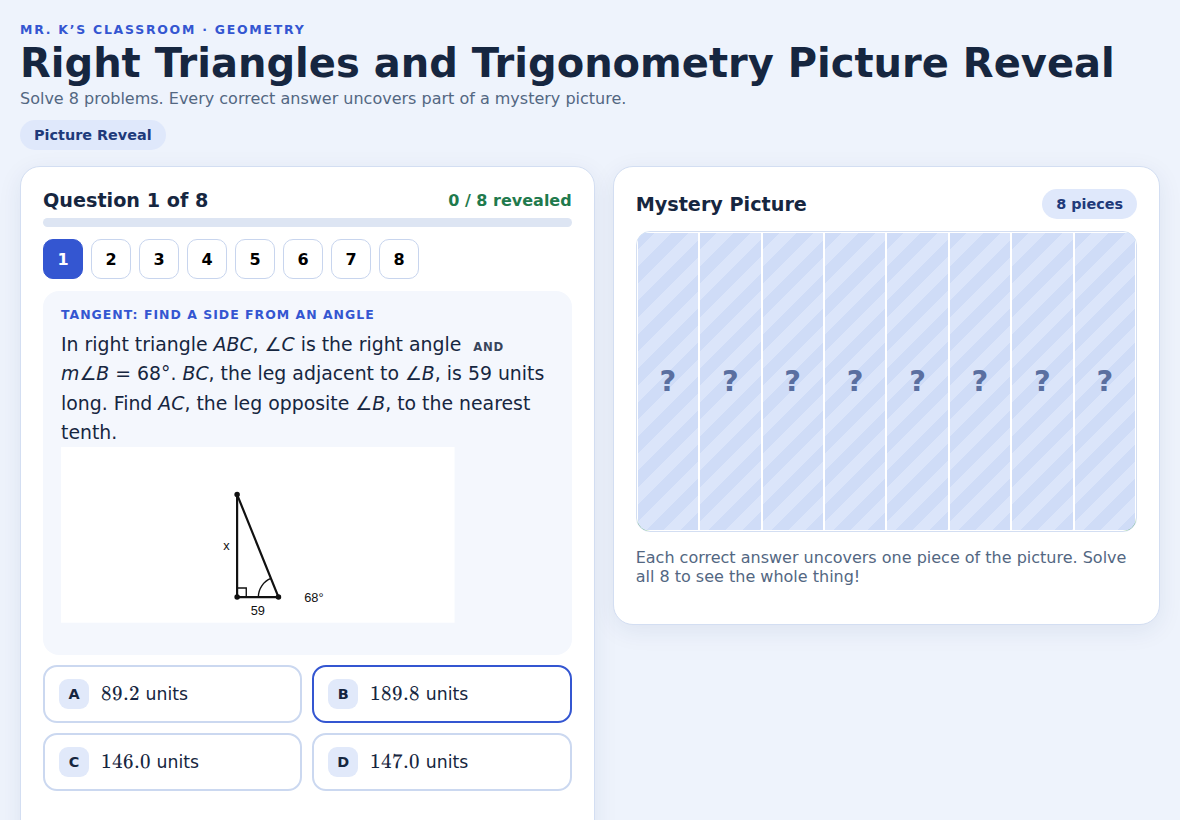 MR. K’S CLASSROOM · GEOMETRY
Right Triangles and Trigonometry Picture Reveal
Solve 8 problems. Every correct answer uncovers part of a mystery picture.
Picture Reveal
Question 1 of 8
0 / 8 revealed
1 2 3 4 5 6 7 8
TANGENT: FIND A SIDE FROM AN ANGLE
In right triangle ABC, ∠C is the right angle AND
m∠B = 68°. BC, the leg adjacent to ∠B, is 59 units
long. Find AC, the leg opposite ∠B, to the nearest
tenth.
x
68°
59
A 89.2 units
B 189.8 units
C 146.0 units
D 147.0 units
Mystery Picture
8 pieces
? ? ? ? ? ? ? ?
Each correct answer uncovers one piece of the picture. Solve
all 8 to see the whole thing!